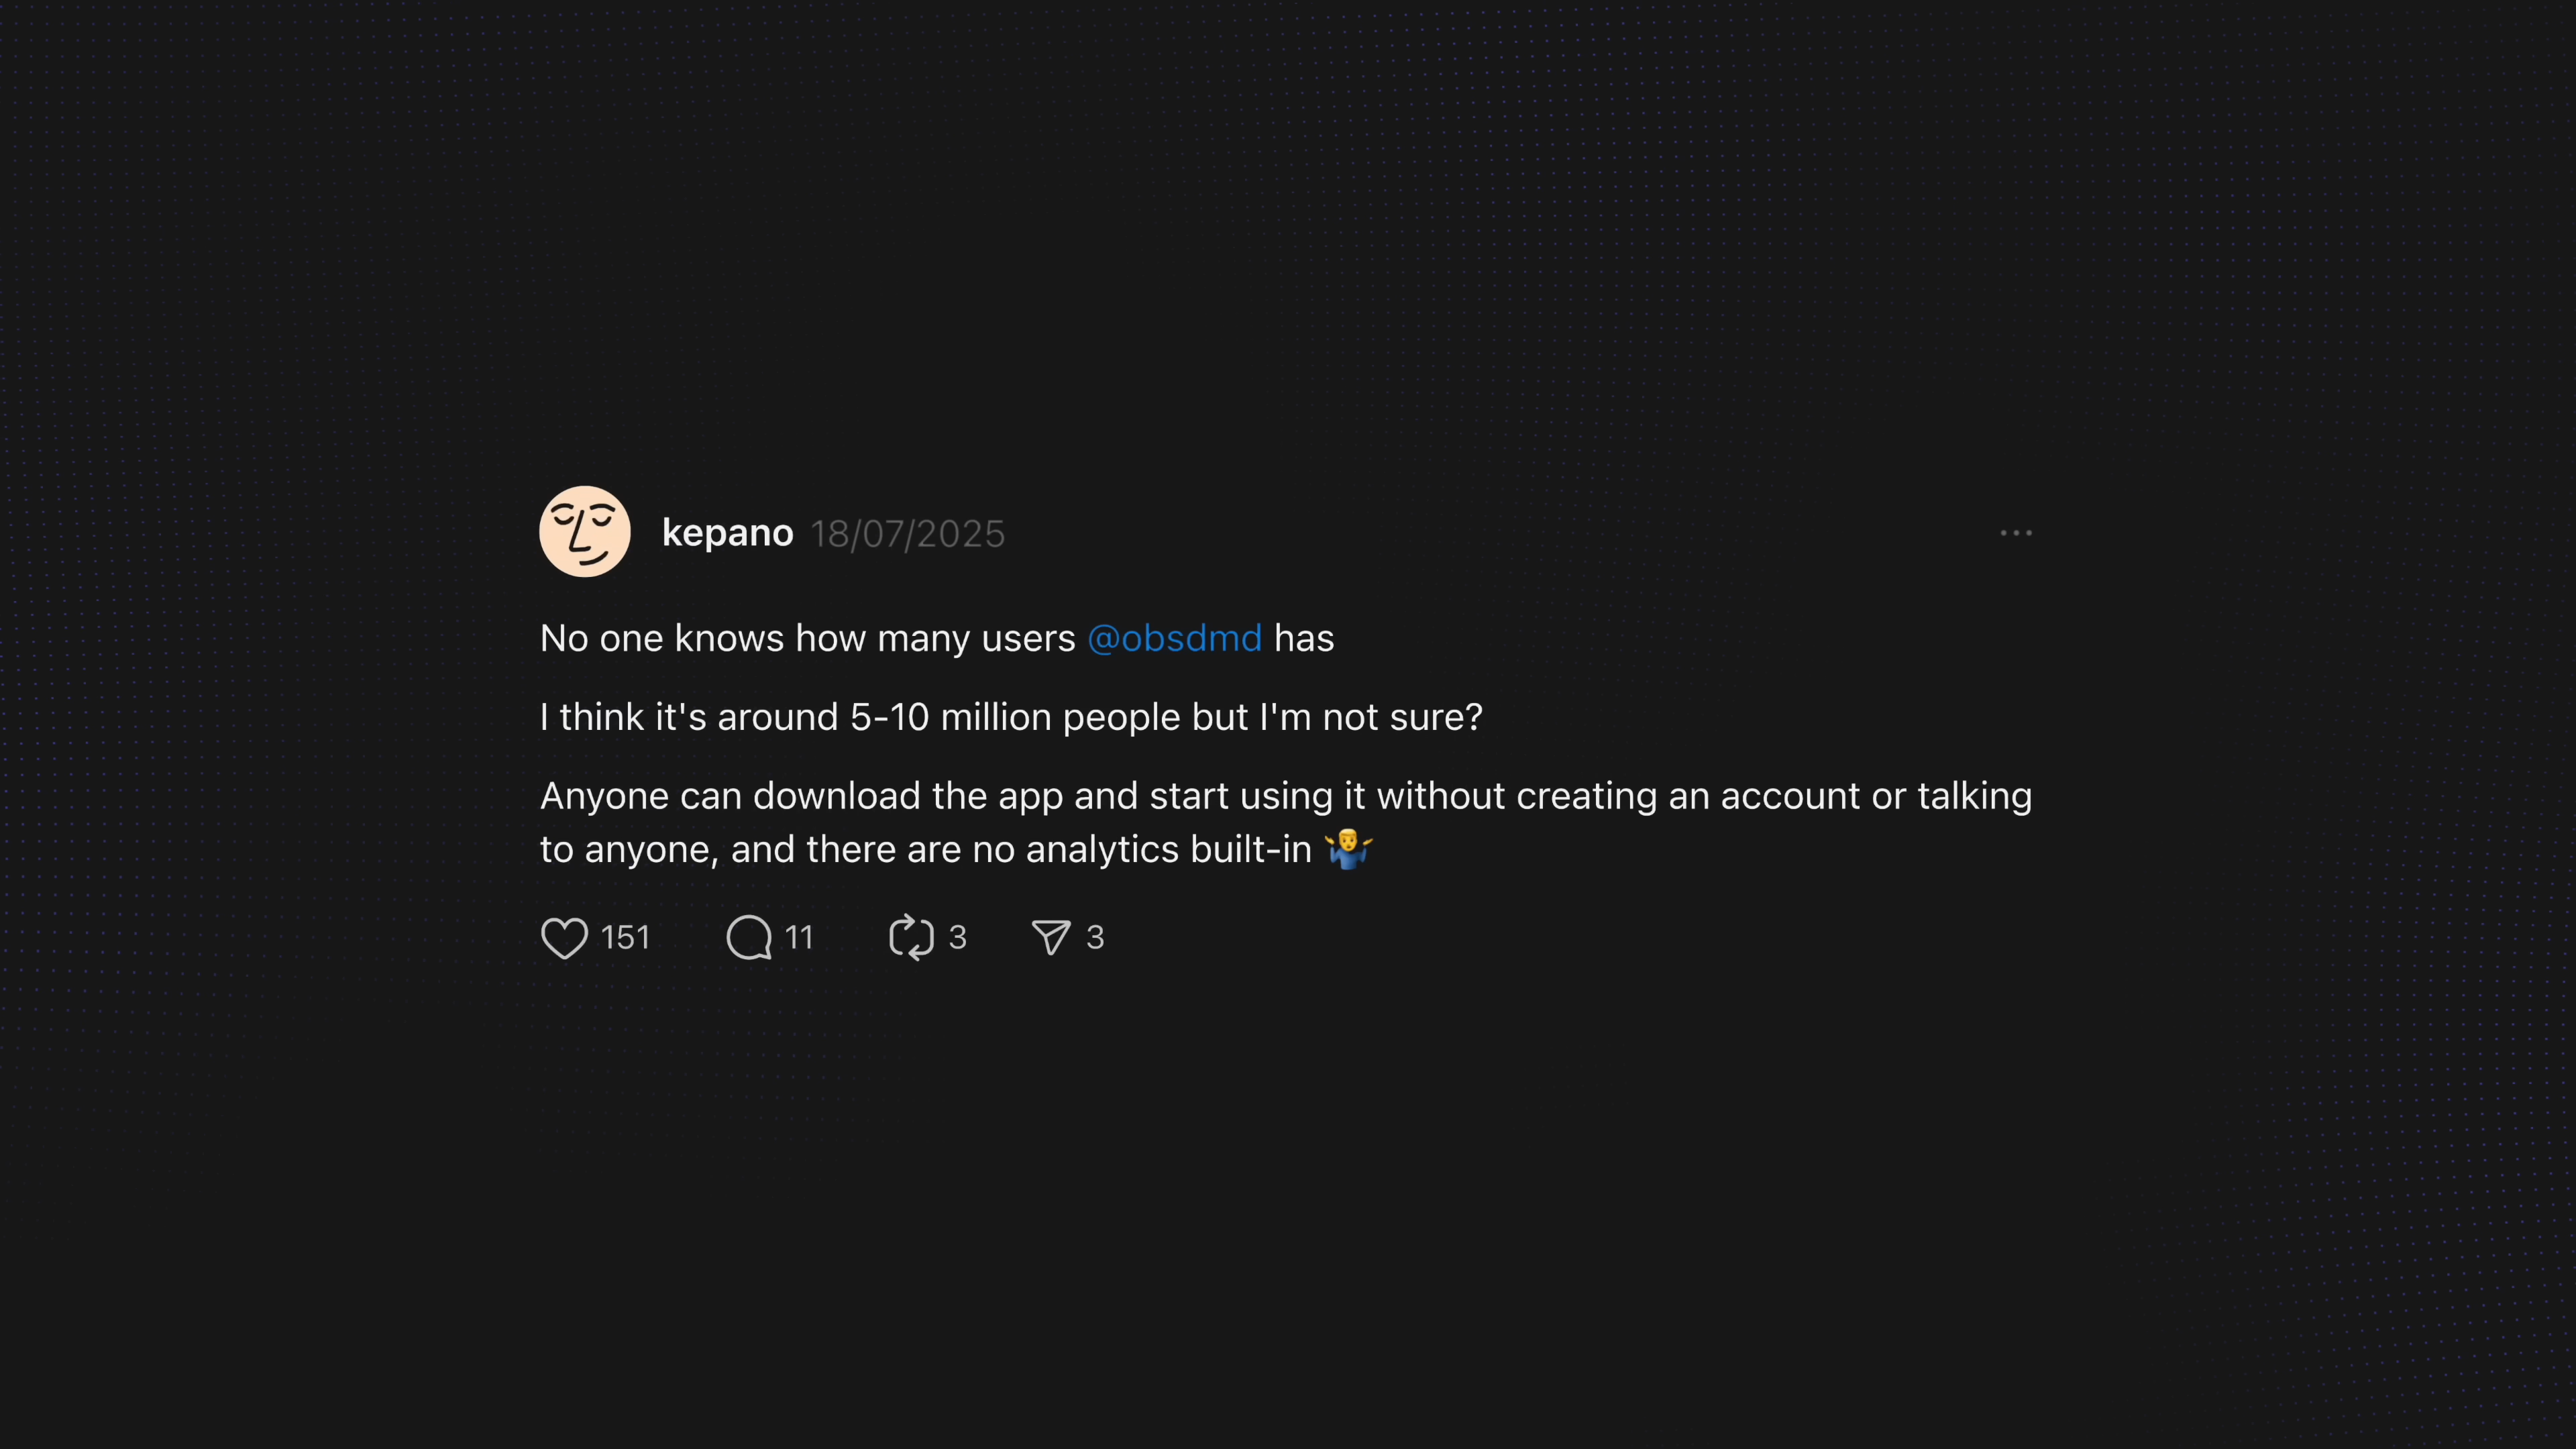 kepano 18/07/2025
No one knows how many users @obsdmd has
I think it's around 5-10 million people but I'm not sure?
Anyone can download the app and start using it without creating an account or talking
to anyone, and there are no analytics built-in 🤷‍♂️
151 11 3 3